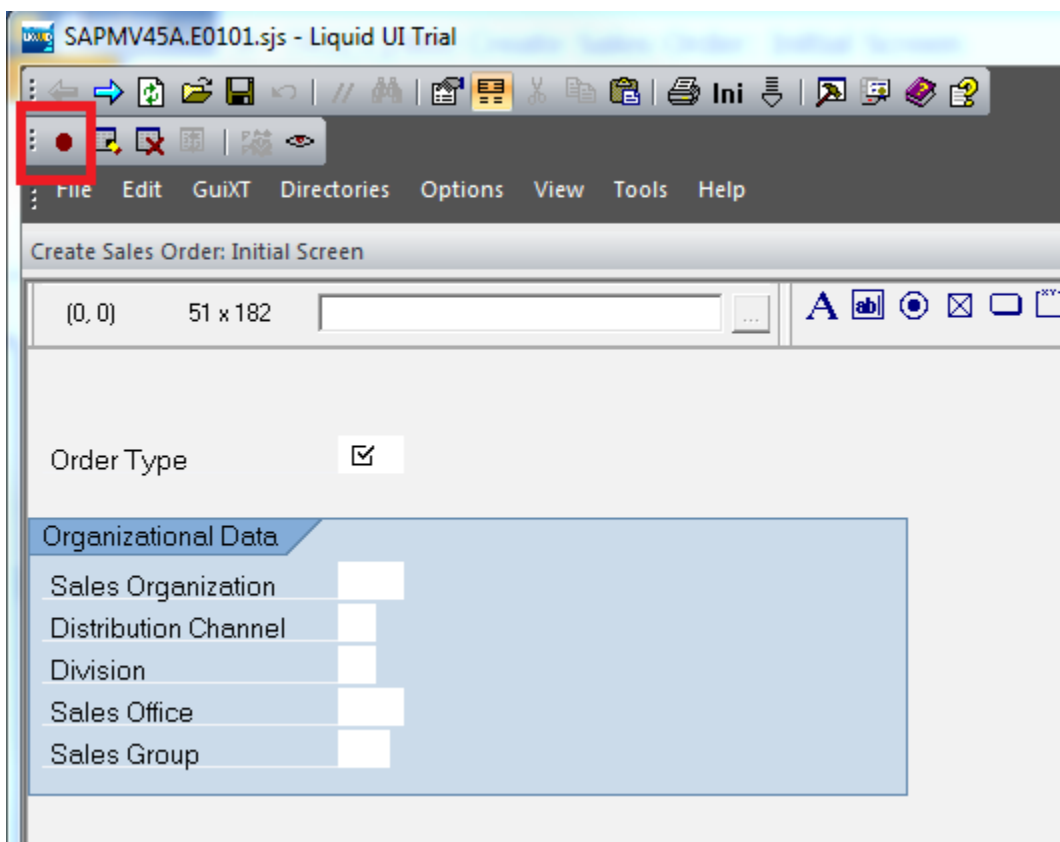 SAPMV45A.E0101.sjs - Liquid UI Trial
// Ini
File Edit GuiXT Directories Options View Tools Help
Create Sales Order: Initial Screen
(0, 0) 51 x 182 ... A ab
Order Type
Organizational Data
Sales Organization
Distribution Channel
Division
Sales Office
Sales Group